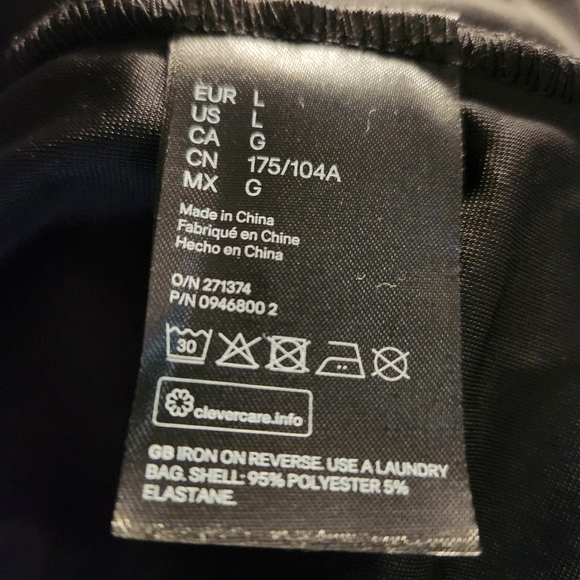 EUR L
US L
CA G
CN 175/104A
MX G
Made in China
Fabriqué en Chine
Hecho en China
O/N 271374
P/N 0946800 2
30
clevercare.info
GB IRON ON REVERSE. USE A LAUNDRY
BAG. SHELL: 95% POLYESTER 5%
ELASTANE.